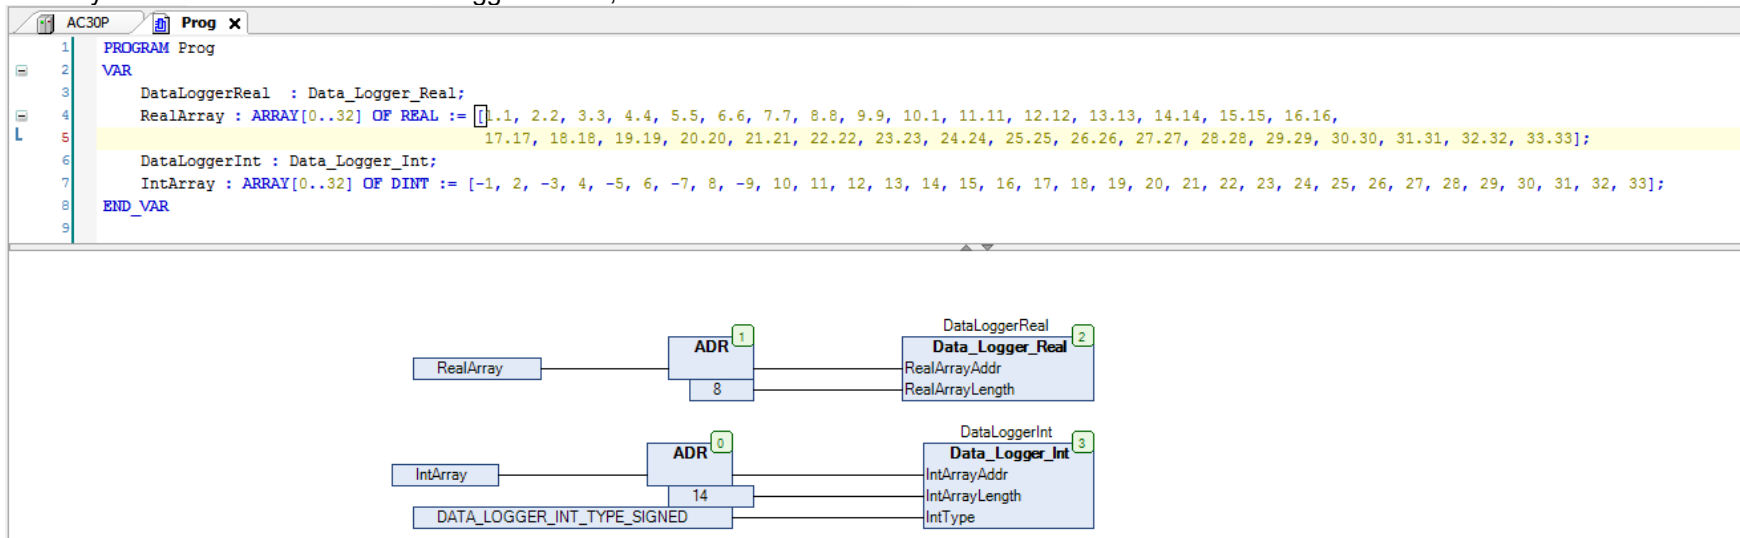 AC30P Prog X
1 PROGRAM Prog
2 VAR
3 DataLoggerReal : Data_Logger_Real;
4 RealArray : ARRAY[0..32] OF REAL := [1.1, 2.2, 3.3, 4.4, 5.5, 6.6, 7.7, 8.8, 9.9, 10.1, 11.11, 12.12, 13.13, 14.14, 15.15, 16.16,
5 17.17, 18.18, 19.19, 20.20, 21.21, 22.22, 23.23, 24.24, 25.25, 26.26, 27.27, 28.28, 29.29, 30.30, 31.31, 32.32, 33.33];
6 DataLoggerInt : Data_Logger_Int;
7 IntArray : ARRAY[0..32] OF DINT := [-1, 2, -3, 4, -5, 6, -7, 8, -9, 10, 11, 12, 13, 14, 15, 16, 17, 18, 19, 20, 21, 22, 23, 24, 25, 26, 27, 28, 29, 30, 31, 32, 33];
8 END_VAR
9
DataLoggerReal
ADR 1 Data_Logger_Real 2
RealArray RealArrayAddr
8 RealArrayLength
DataLoggerInt
ADR 0 Data_Logger_Int 3
IntArray IntArrayAddr
14 IntArrayLength
DATA_LOGGER_INT_TYPE_SIGNED IntType